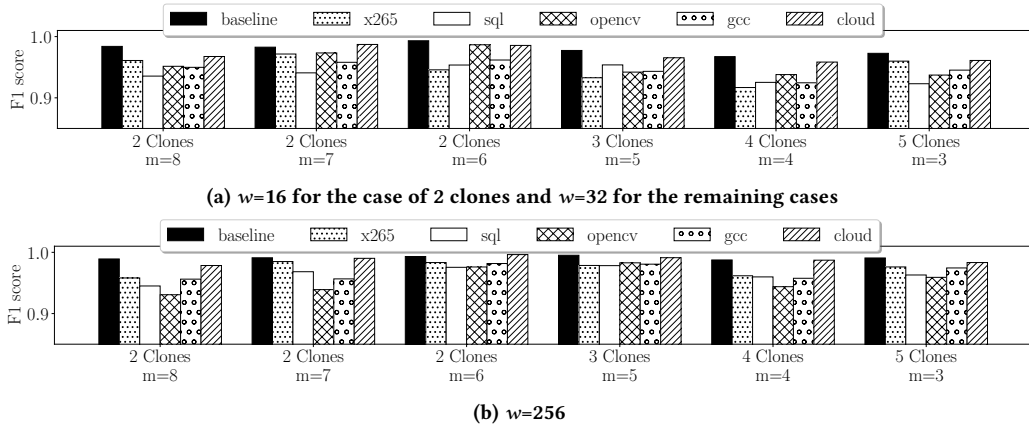 baseline x265 sql opencv gcc cloud
1.0
0.9
F1 score
2 Clones 2 Clones 2 Clones 3 Clones 4 Clones 5 Clones
m=8 m=7 m=6 m=5 m=4 m=3
(a) w=16 for the case of 2 clones and w=32 for the remaining cases
baseline x265 sql opencv gcc cloud
1.0
0.9
F1 score
2 Clones 2 Clones 2 Clones 3 Clones 4 Clones 5 Clones
m=8 m=7 m=6 m=5 m=4 m=3
(b) w=256